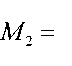 M₂ =